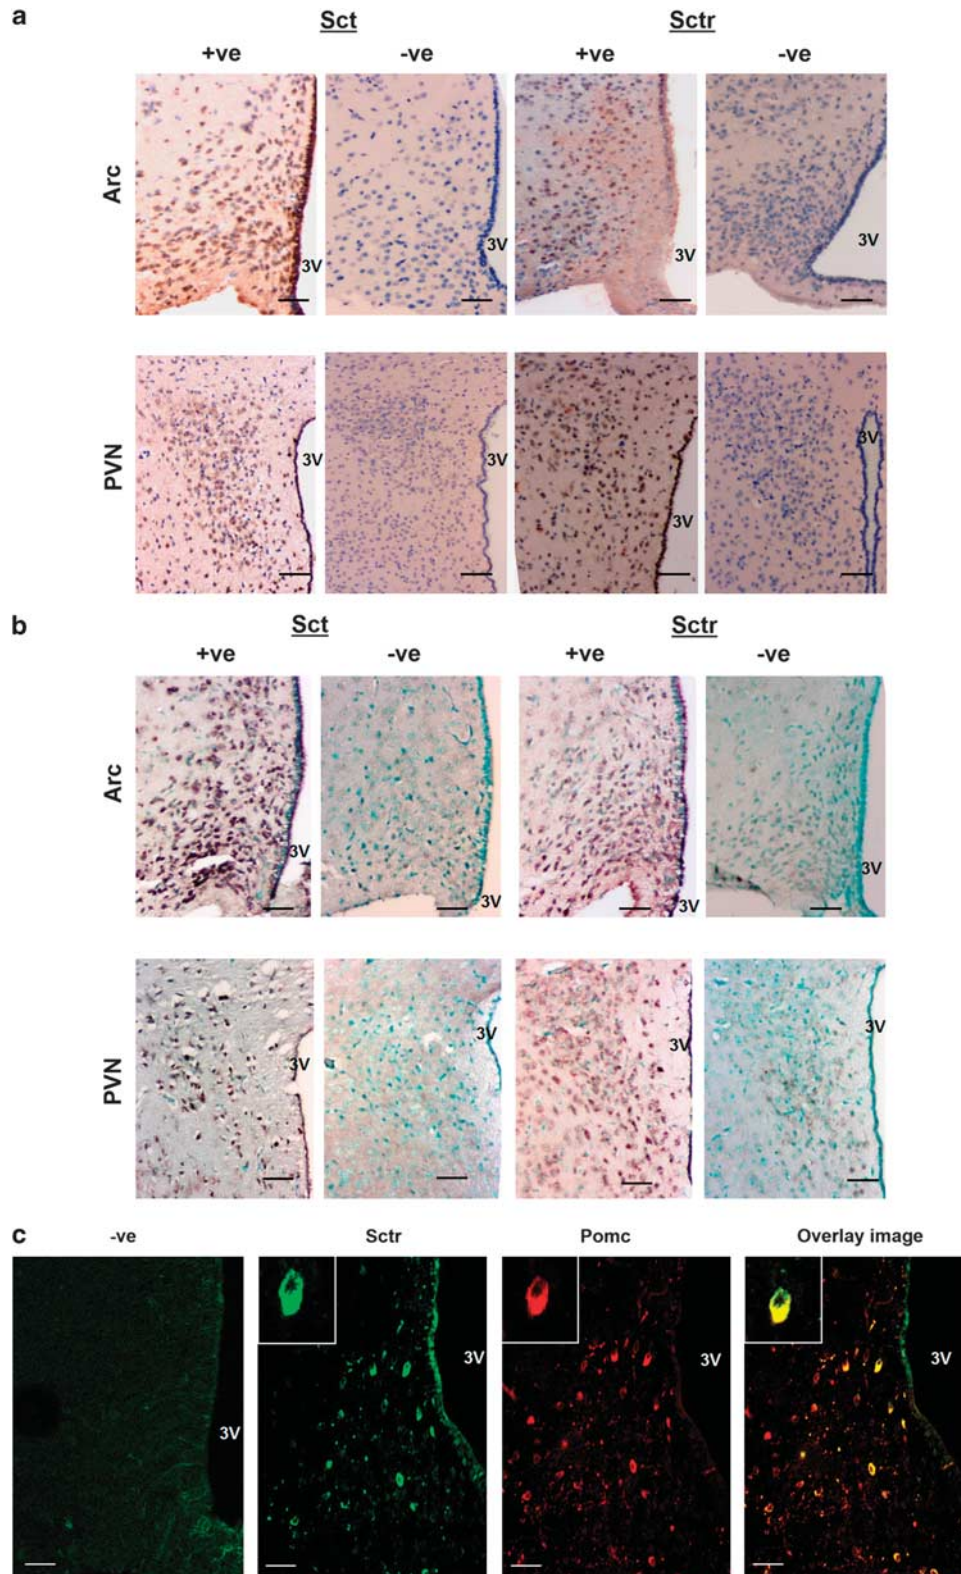 a
Sct Sctr
+ve -ve +ve -ve
Arc
3V 3V 3V 3V
PVN
3V 3V 3V 3V
b
Sct Sctr
+ve -ve +ve -ve
Arc
3V 3V 3V 3V
PVN
3V 3V 3V 3V
c
-ve Sctr Pomc Overlay image
3V 3V 3V 3V